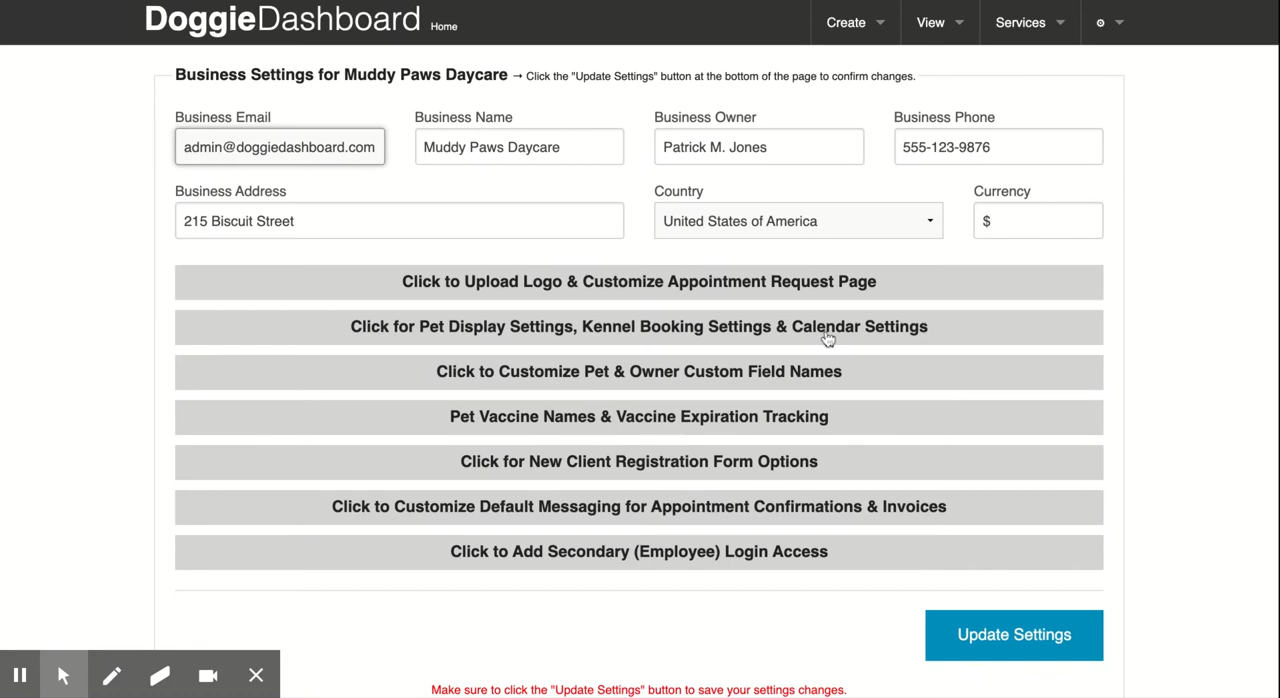 DoggieDashboard Home Create View Services
Business Settings for Muddy Paws Daycare → Click the "Update Settings" button at the bottom of the page to confirm changes.
Business Email Business Name Business Owner Business Phone
admin@doggiedashboard.com Muddy Paws Daycare Patrick M. Jones 555-123-9876
Business Address Country Currency
215 Biscuit Street United States of America $
Click to Upload Logo & Customize Appointment Request Page
Click for Pet Display Settings, Kennel Booking Settings & Calendar Settings
Click to Customize Pet & Owner Custom Field Names
Pet Vaccine Names & Vaccine Expiration Tracking
Click for New Client Registration Form Options
Click to Customize Default Messaging for Appointment Confirmations & Invoices
Click to Add Secondary (Employee) Login Access
Update Settings
Make sure to click the "Update Settings" button to save your settings changes.